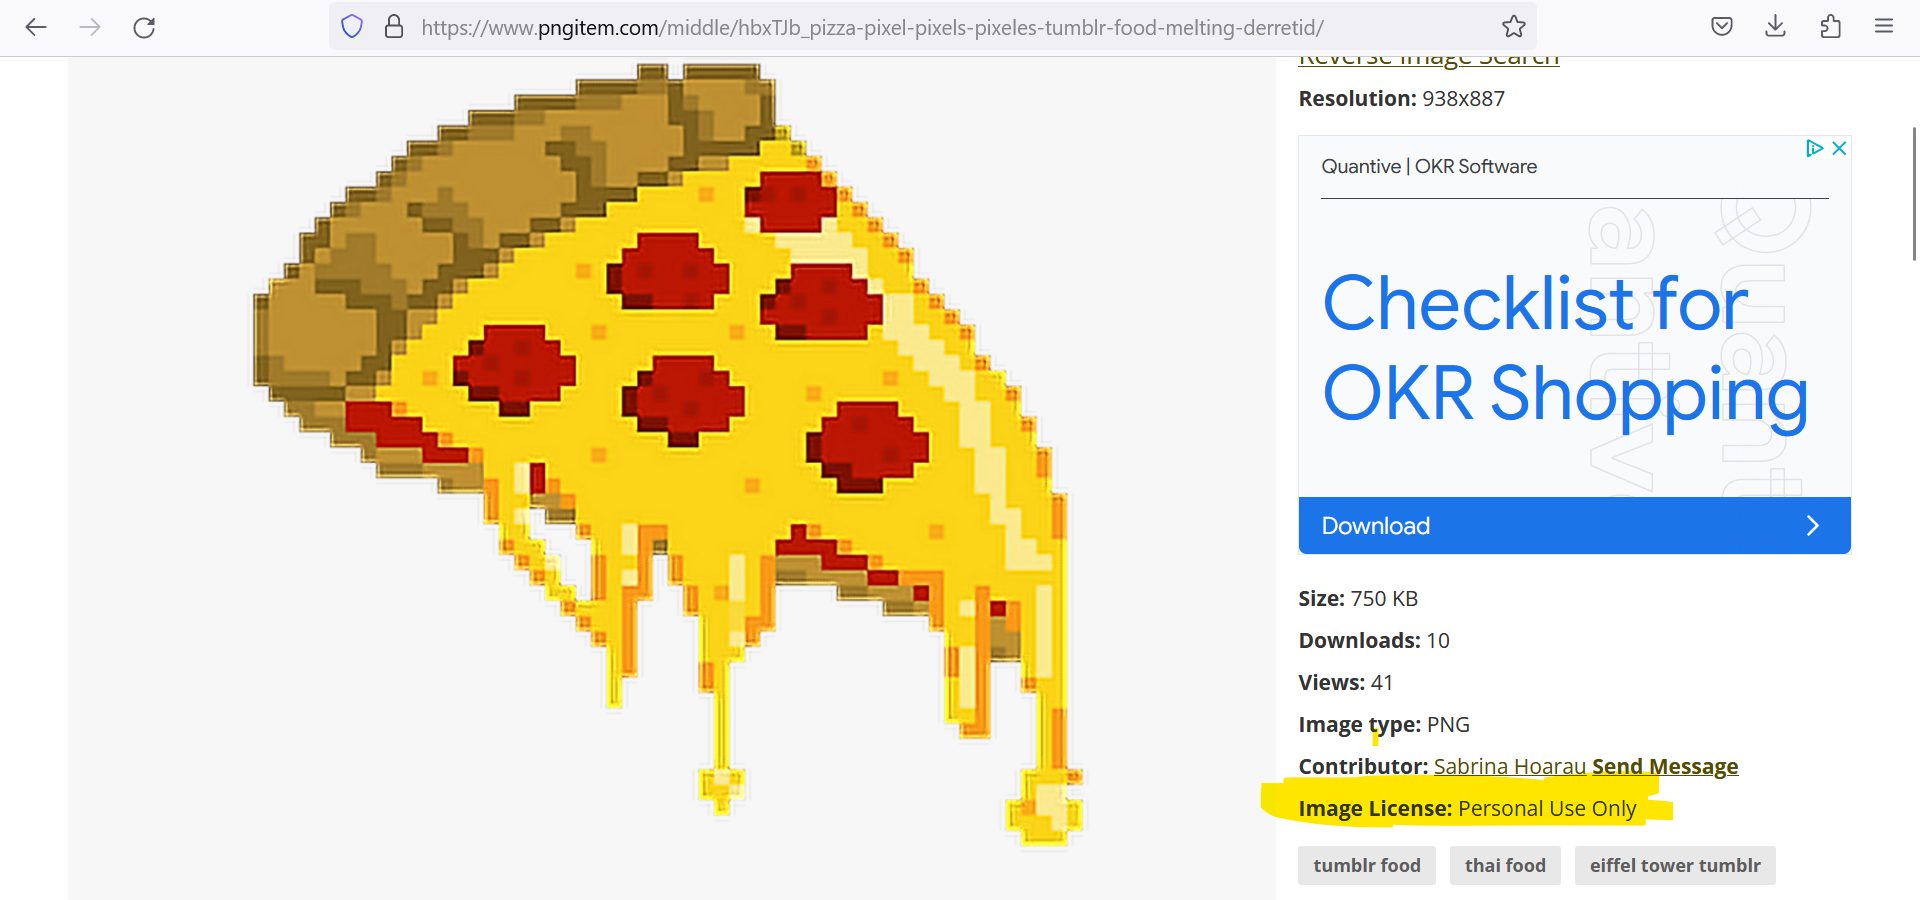 https://www.pngitem.com/middle/hbxTJb_pizza-pixel-pixels-pixeles-tumblr-food-melting-derretid/
Reverse Image Search
Resolution: 938x887
Quantive | OKR Software
Quantive
Checklist for
OKR Shopping
Download
Size: 750 KB
Downloads: 10
Views: 41
Image type: PNG
Contributor: Sabrina Hoarau Send Message
Image License: Personal Use Only
tumblr food
thai food
eiffel tower tumblr